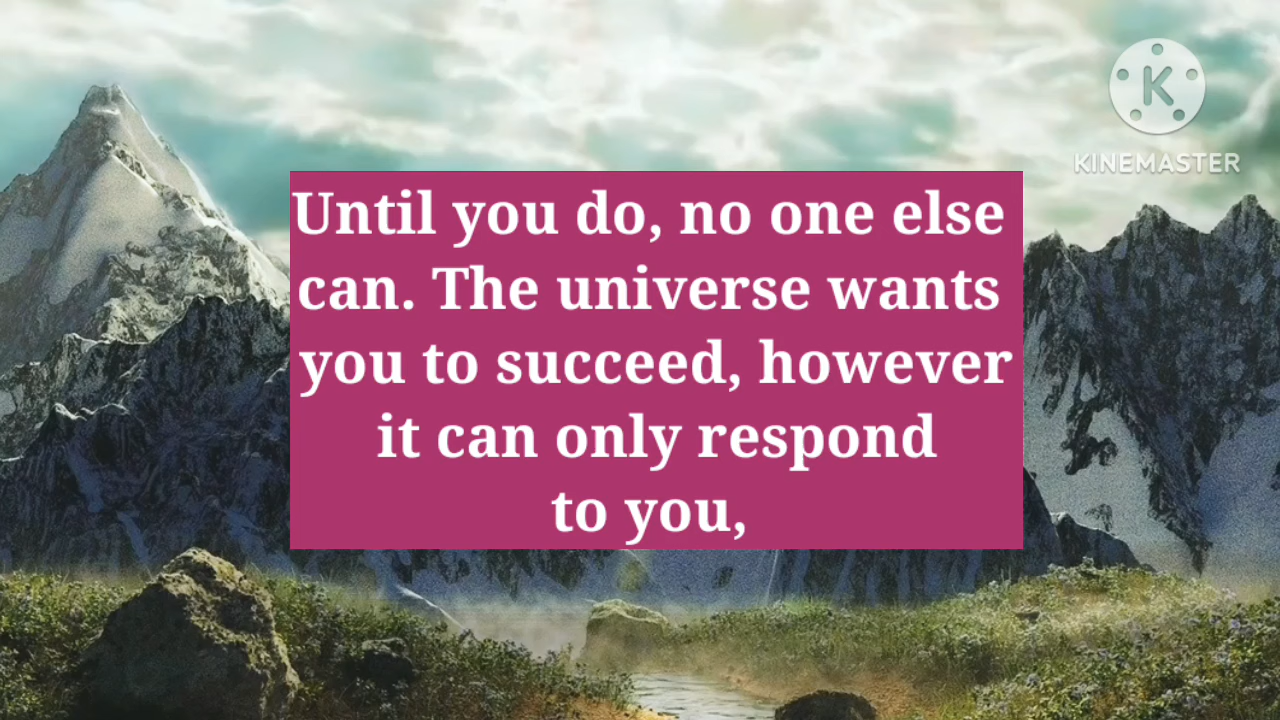 K
KINEMASTER
Until you do, no one else
can. The universe wants
you to succeed, however
it can only respond
to you,